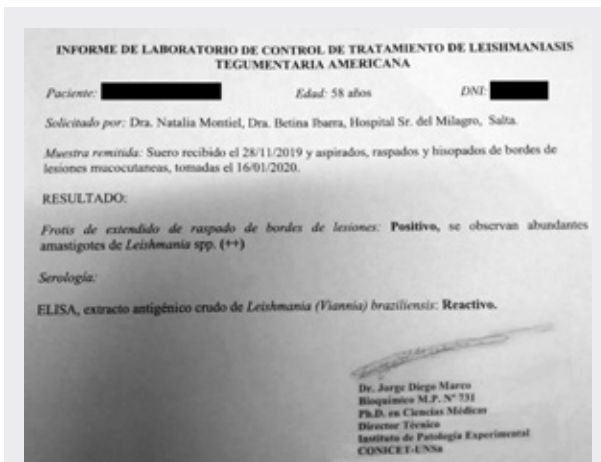 INFORME DE LABORATORIO DE CONTROL DE TRATAMIENTO DE LEISHMANIASIS
TEGUMENTARIA AMERICANA
Paciente: Edad: 58 años DNI:
Solicitado por: Dra. Natalia Montiel, Dra. Betina Ibarra, Hospital Sr. del Milagro, Salta.
Muestra remitida: Suero recibido el 28/11/2019 y aspirados, raspados y hisopados de bordes de
lesiones mucocutaneas, tomadas el 16/01/2020.
RESULTADO:
Frotis de extendido de raspado de bordes de lesiones: Positivo, se observan abundantes
amastigotes de Leishmania spp. (++)
Serología:
ELISA, extracto antigénico crudo de Leishmania (Viannia) braziliensis: Reactivo.
Dr. Jorge Diego Marco
Bioquímico M.P. Nº 731
Ph.D. en Ciencias Médicas
Director Técnico
Instituto de Patología Experimental
CONICET-UNSa